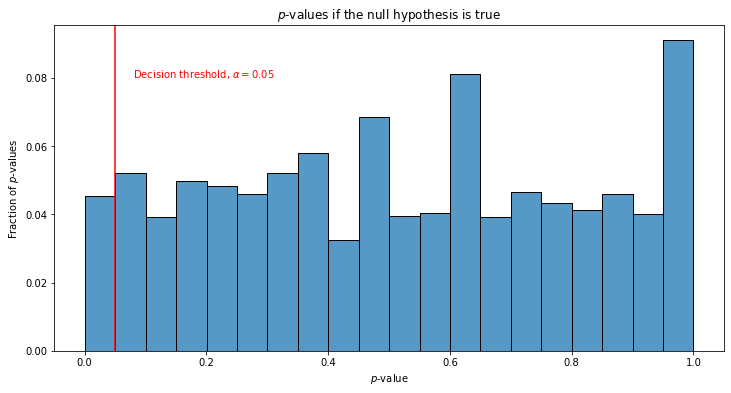 p-values if the null hypothesis is true
Decision threshold, α = 0.05
Fraction of p-values
0.08
0.06
0.04
0.02
0.00
0.0 0.2 0.4 0.6 0.8 1.0
p-value